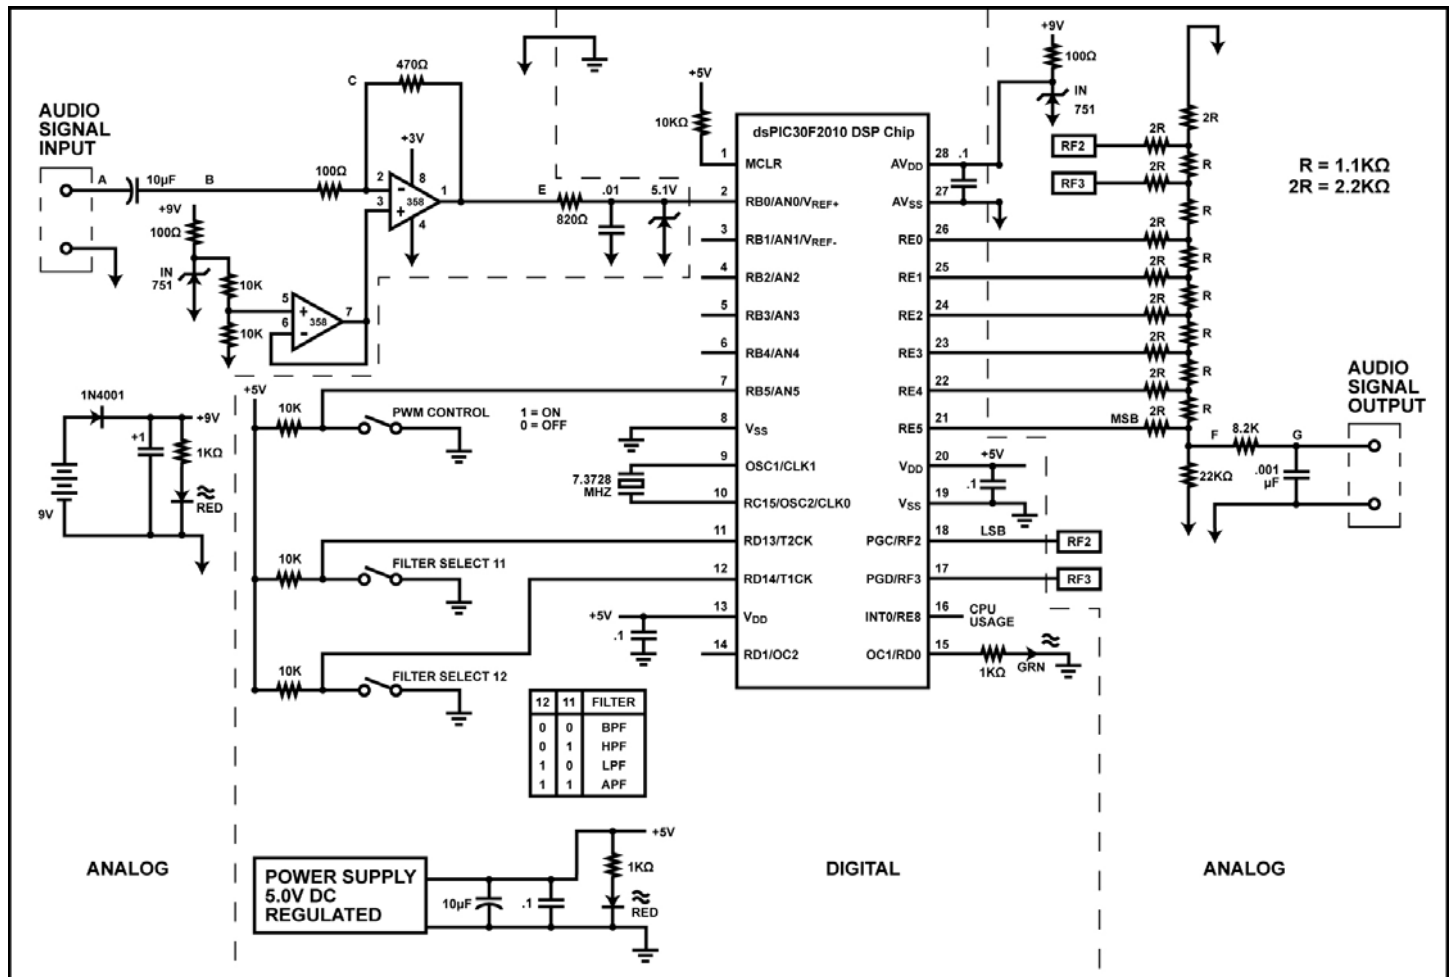 AUDIO
SIGNAL
INPUT
A
10μF
B
+9V
100Ω
IN
751
10K
10K
5
6
+
-
358
7
100Ω
C
470Ω
+3V
8
2
3
-
+
358
1
4
E
820Ω
.01
5.1V
+5V
10KΩ
dsPIC30F2010 DSP Chip
1
MCLR
2
RB0/AN0/VREF+
3
RB1/AN1/VREF-
4
RB2/AN2
5
RB3/AN3
6
RB4/AN4
7
RB5/AN5
8
VSS
9
OSC1/CLK1
10
RC15/OSC2/CLK0
11
RD13/T2CK
12
RD14/T1CK
13
VDD
14
RD1/OC2
28
AVDD
27
AVSS
26
RE0
25
RE1
24
RE2
23
RE3
22
RE4
21
RE5
20
VDD
19
VSS
18
PGC/RF2
17
PGD/RF3
16
INT0/RE8
15
OC1/RD0
.1
+9V
100Ω
IN
751
RF2
RF3
2R
2R
2R
R
R
R
2R
2R
R
2R
R
2R
R
2R
R
MSB
2R
R = 1.1KΩ
2R = 2.2KΩ
F
8.2K
G
22KΩ
.001
μF
AUDIO
SIGNAL
OUTPUT
+5V
.1
LSB
RF2
RF3
CPU
USAGE
1KΩ
GRN
1N4001
+9V
+1
1KΩ
RED
9V
+5V
10K
PWM CONTROL
1 = ON
0 = OFF
7.3728
MHZ
10K
FILTER SELECT 11
+5V
.1
10K
FILTER SELECT 12
12 11 FILTER
0 0 BPF
0 1 HPF
1 0 LPF
1 1 APF
POWER SUPPLY
5.0V DC
REGULATED
10μF
.1
+5V
1KΩ
RED
ANALOG
DIGITAL
ANALOG